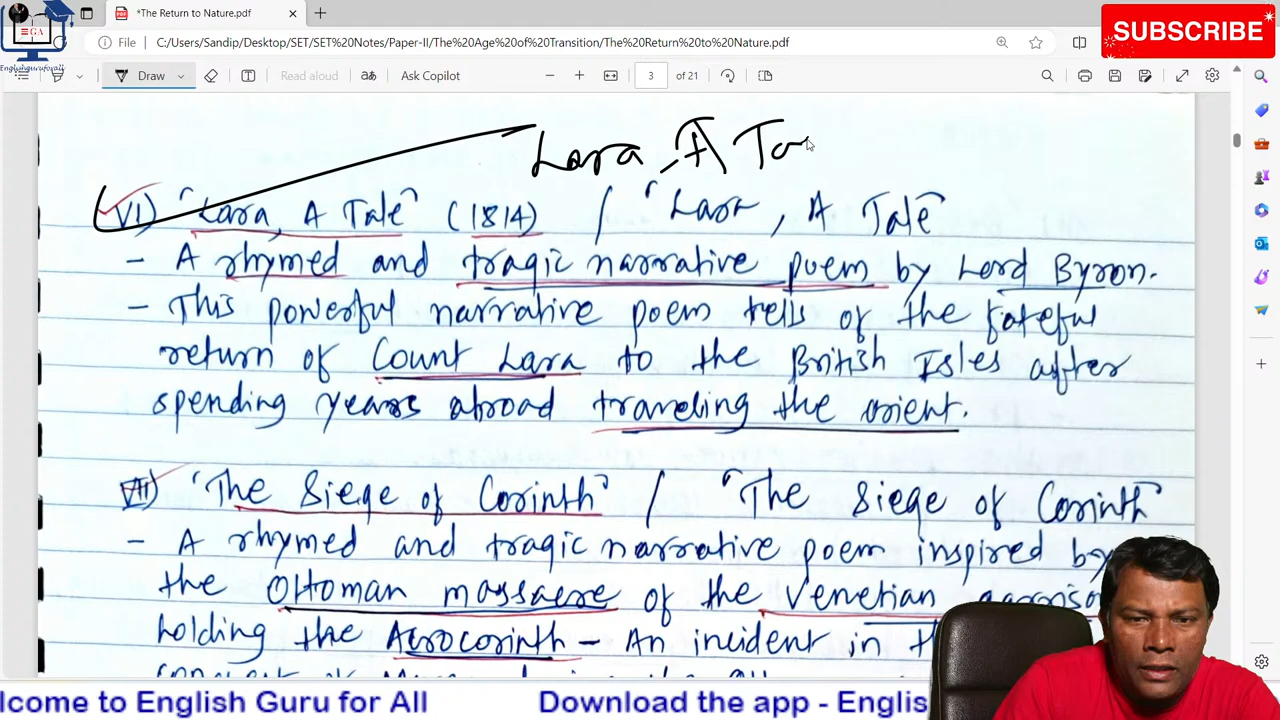 *The Return to Nature.pdf
SUBSCRIBE
EGA
Englishguruforall
File C:/Users/Sandip/Desktop/SET/SET%20Notes/Paper-II/The%20Age%20of%20Transition/The%20Return%20to%20Nature.pdf
Draw Read aloud Ask Copilot 3 of 21
Lara, A Ta
VI) "Lara, A Tale" (1814) / "Lara, A Tale"
- A rhymed and tragic narrative poem by Lord Byron.
- This powerful narrative poem tells of the fateful
return of Count Lara to the British Isles after
spending years abroad traveling the orient.
VII) "The Siege of Corinth" / "The Siege of Corinth"
- A rhymed and tragic narrative poem inspired by
the Ottoman massacre of the Venetian
holding the Acrocorinth - An incident in
lcome to English Guru for All Download the app - Englis